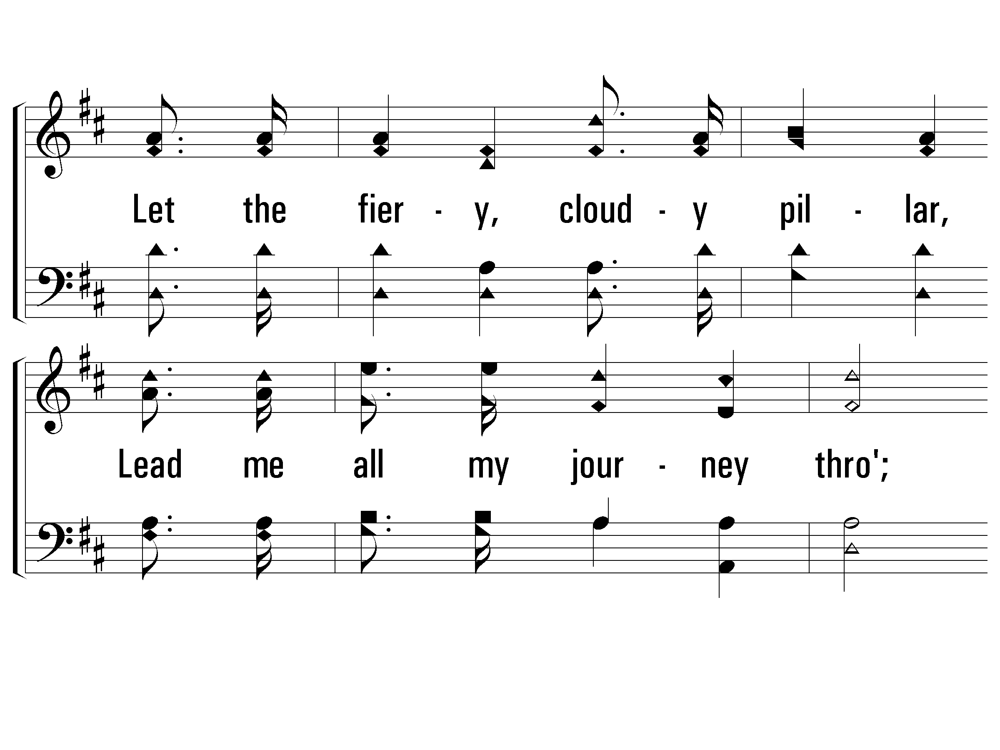 Let the fier - y, cloud - y pil - lar,
Lead me all my jour - ney thro';